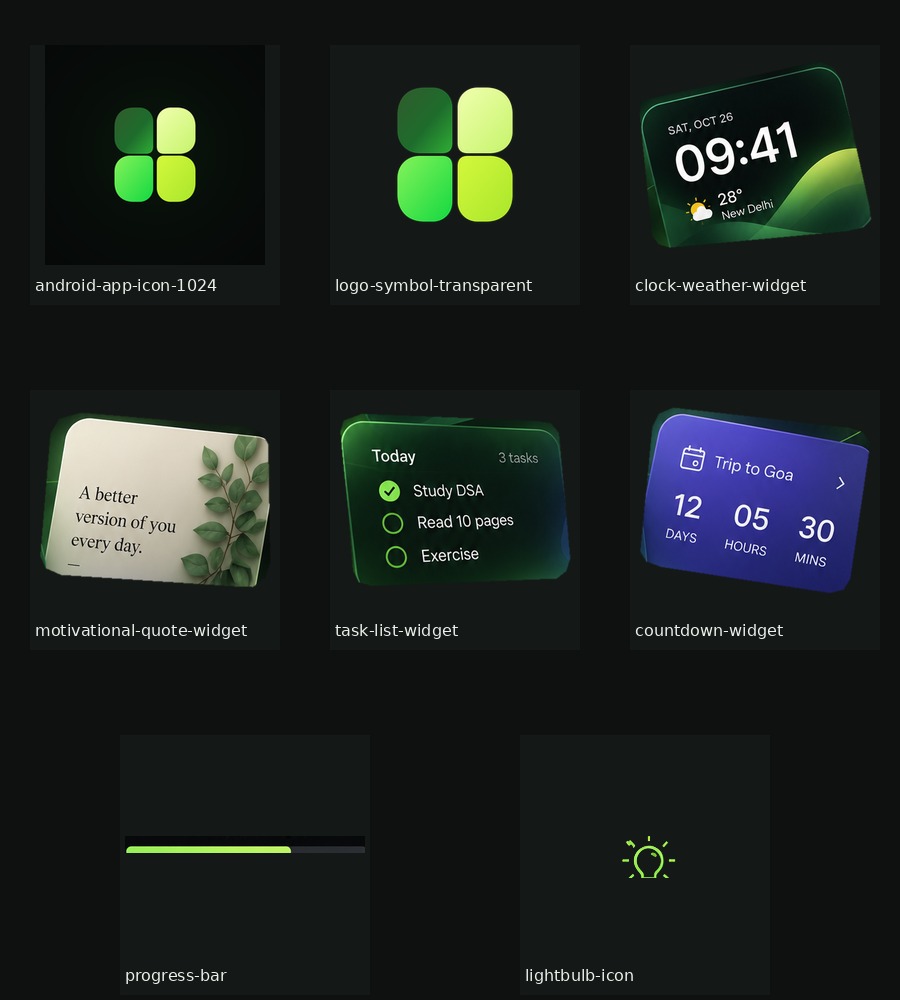 android-app-icon-1024
logo-symbol-transparent
SAT, OCT 26
09:41
28°
New Delhi
clock-weather-widget
A better
version of you
every day.
—
motivational-quote-widget
Today
3 tasks
Study DSA
Read 10 pages
Exercise
task-list-widget
Trip to Goa
12 05 30
DAYS HOURS MINS
countdown-widget
progress-bar
lightbulb-icon